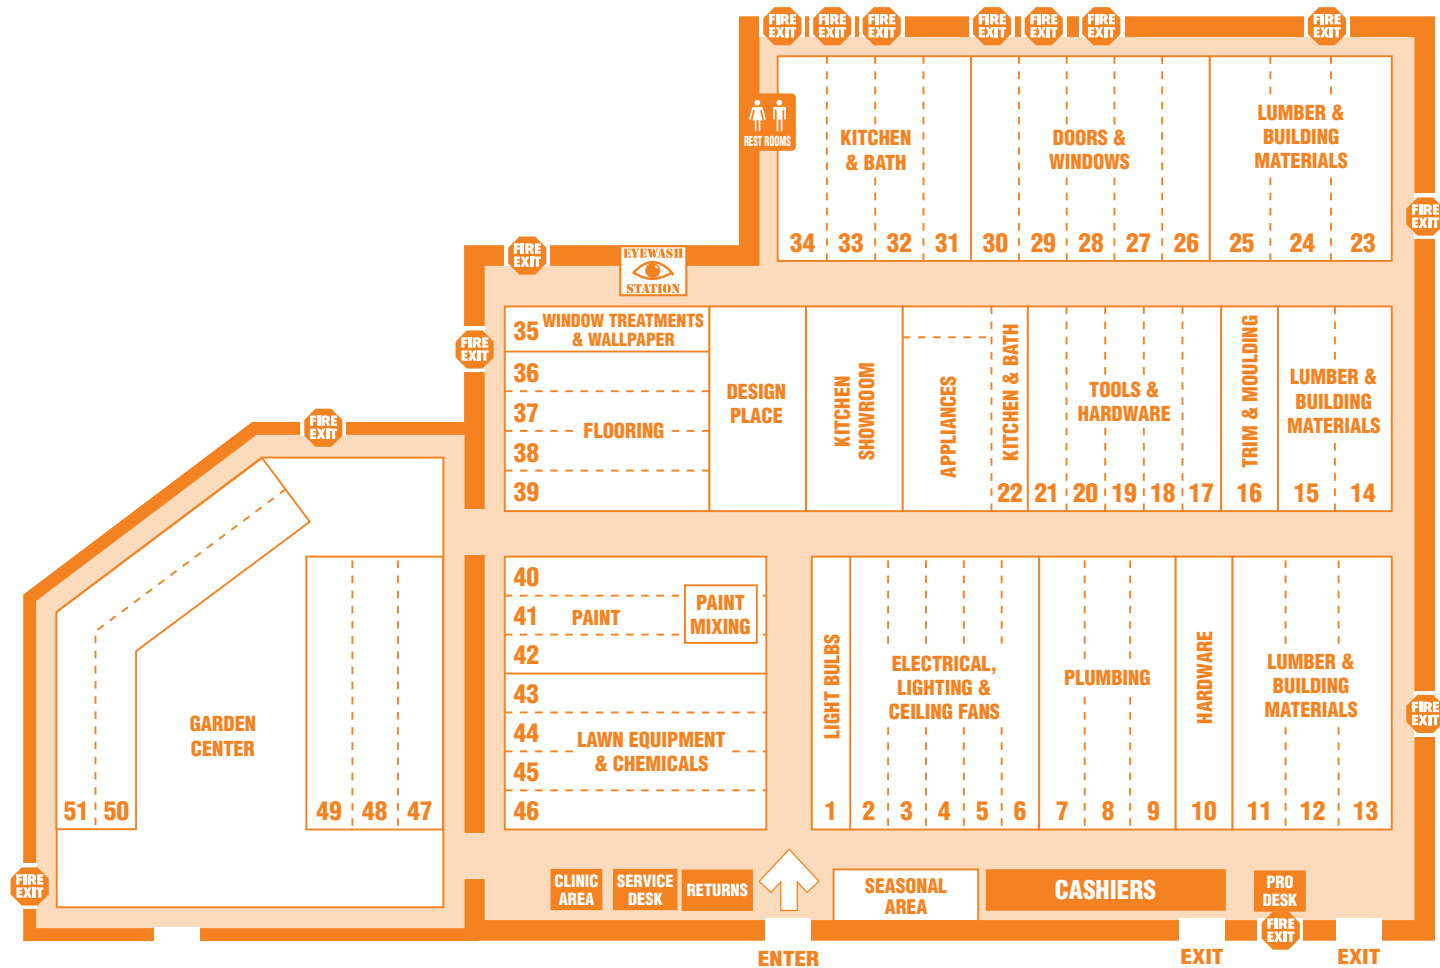 FIRE
EXIT
FIRE
EXIT
FIRE
EXIT
FIRE
EXIT
FIRE
EXIT
FIRE
EXIT
FIRE
EXIT
REST ROOMS
KITCHEN
& BATH
DOORS &
WINDOWS
LUMBER &
BUILDING
MATERIALS
34 33 32 31 30 29 28 27 26 25 24 23
FIRE
EXIT
FIRE
EXIT
EYEWASH
STATION
FIRE
EXIT
35 WINDOW TREATMENTS
& WALLPAPER
36
37
FLOORING
38
39
DESIGN
PLACE
KITCHEN
SHOWROOM
APPLIANCES
KITCHEN & BATH
TOOLS &
HARDWARE
TRIM & MOULDING
LUMBER &
BUILDING
MATERIALS
22 21 20 19 18 17 16 15 14
FIRE
EXIT
GARDEN
CENTER
51 50 49 48 47
FIRE
EXIT
40
41 PAINT
PAINT
MIXING
42
43
44 LAWN EQUIPMENT
& CHEMICALS
45
46
LIGHT BULBS
ELECTRICAL,
LIGHTING &
CEILING FANS
PLUMBING
HARDWARE
LUMBER &
BUILDING
MATERIALS
1 2 3 4 5 6 7 8 9 10 11 12 13
FIRE
EXIT
CLINIC
AREA
SERVICE
DESK
RETURNS
SEASONAL
AREA
CASHIERS
PRO
DESK
FIRE
EXIT
ENTER
EXIT
EXIT